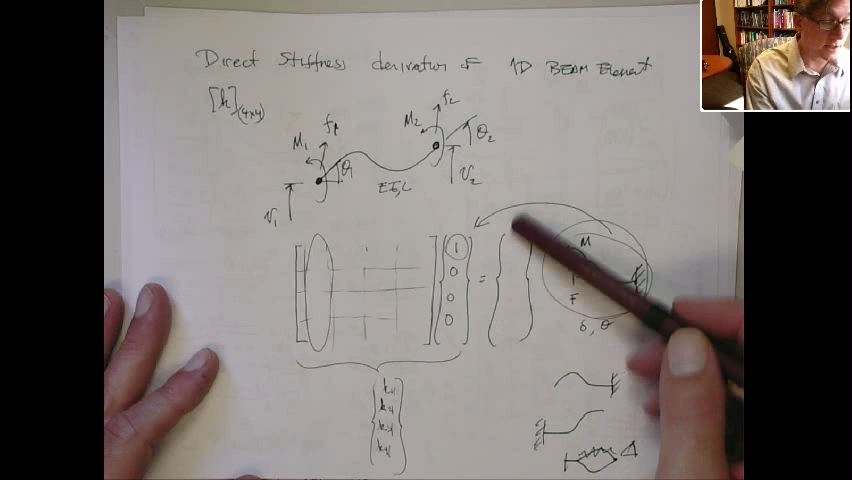 Direct Stiffness derivation of 1D BEAM Element
[k](4x4)
f1
M1
θ1
v1
EI, L
M2
f2
θ2
v2
1
0
0
0
=
M
F
δ, θ
k11
k21
k31
k41